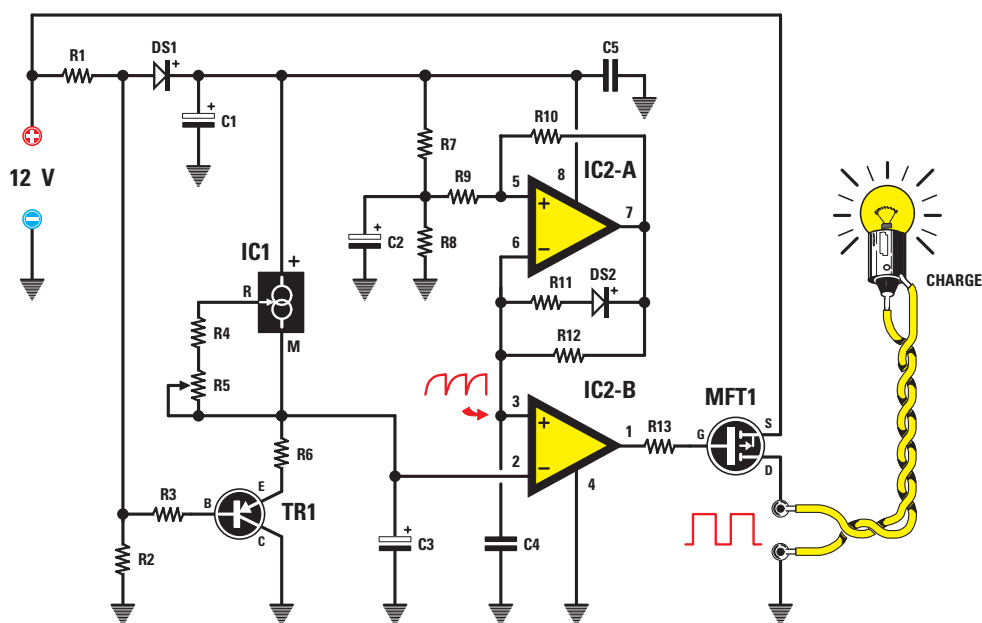 R1
DS1
+
+
C1
C5
12 V
R7
R10
R9
5
8
IC2-A
+
7
+
C2
R8
6
−
IC1
+
R
M
R11
DS2
+
R4
R12
R5
IC2-B
3
+
1
R13
MFT1
G
S
D
2
−
4
R6
R3
B
E
C
TR1
R2
+
C3
C4
CHARGE